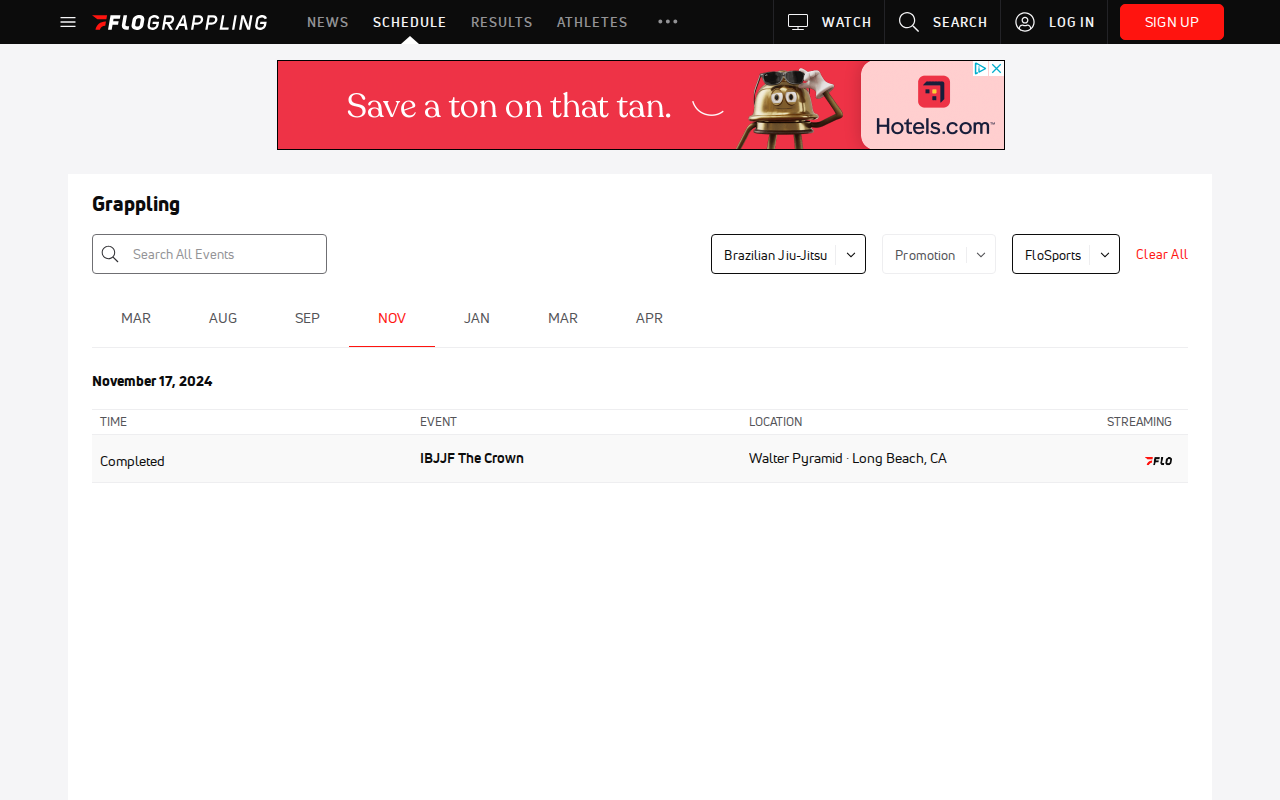 FLOGRAPPLING NEWS SCHEDULE RESULTS ATHLETES WATCH SEARCH LOG IN SIGN UP
Save a ton on that tan.
Hotels.com™
Grappling
Search All Events
Brazilian Jiu-Jitsu Promotion FloSports Clear All
MAR AUG SEP NOV JAN MAR APR
November 17, 2024
TIME EVENT LOCATION STREAMING
Completed IBJJF The Crown Walter Pyramid · Long Beach, CA FLO